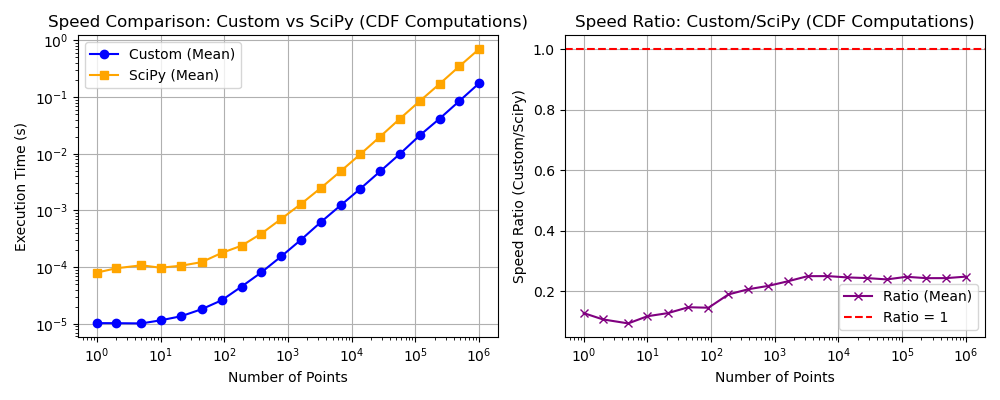 Speed Comparison: Custom vs SciPy (CDF Computations)
Custom (Mean)
SciPy (Mean)
Execution Time (s)
10⁰
10⁻¹
10⁻²
10⁻³
10⁻⁴
10⁻⁵
10⁰ 10¹ 10² 10³ 10⁴ 10⁵ 10⁶
Number of Points
Speed Ratio: Custom/SciPy (CDF Computations)
Speed Ratio (Custom/SciPy)
1.0
0.8
0.6
0.4
0.2
Ratio (Mean)
Ratio = 1
10⁰ 10¹ 10² 10³ 10⁴ 10⁵ 10⁶
Number of Points